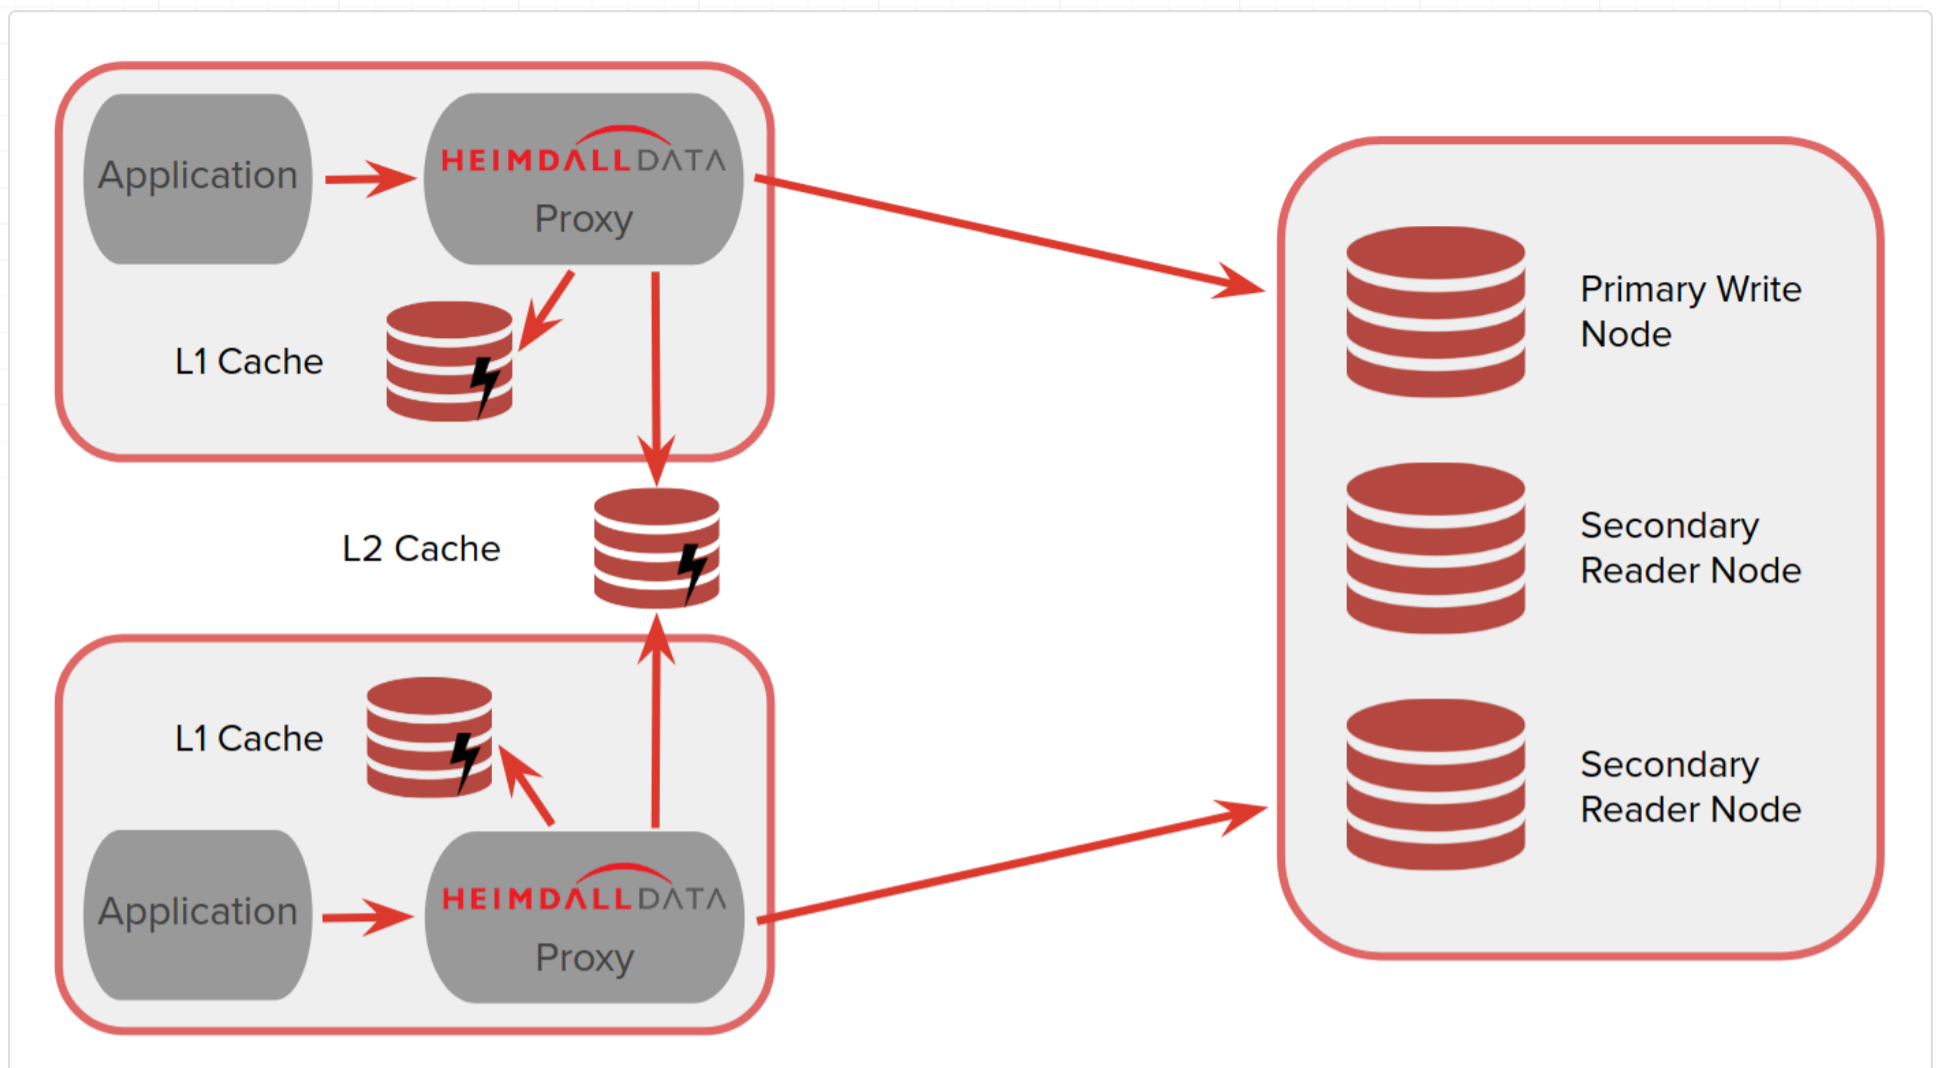 Application
HEIMDALLDATA
Proxy
L1 Cache
L2 Cache
L1 Cache
Application
HEIMDALLDATA
Proxy
Primary Write
Node
Secondary
Reader Node
Secondary
Reader Node